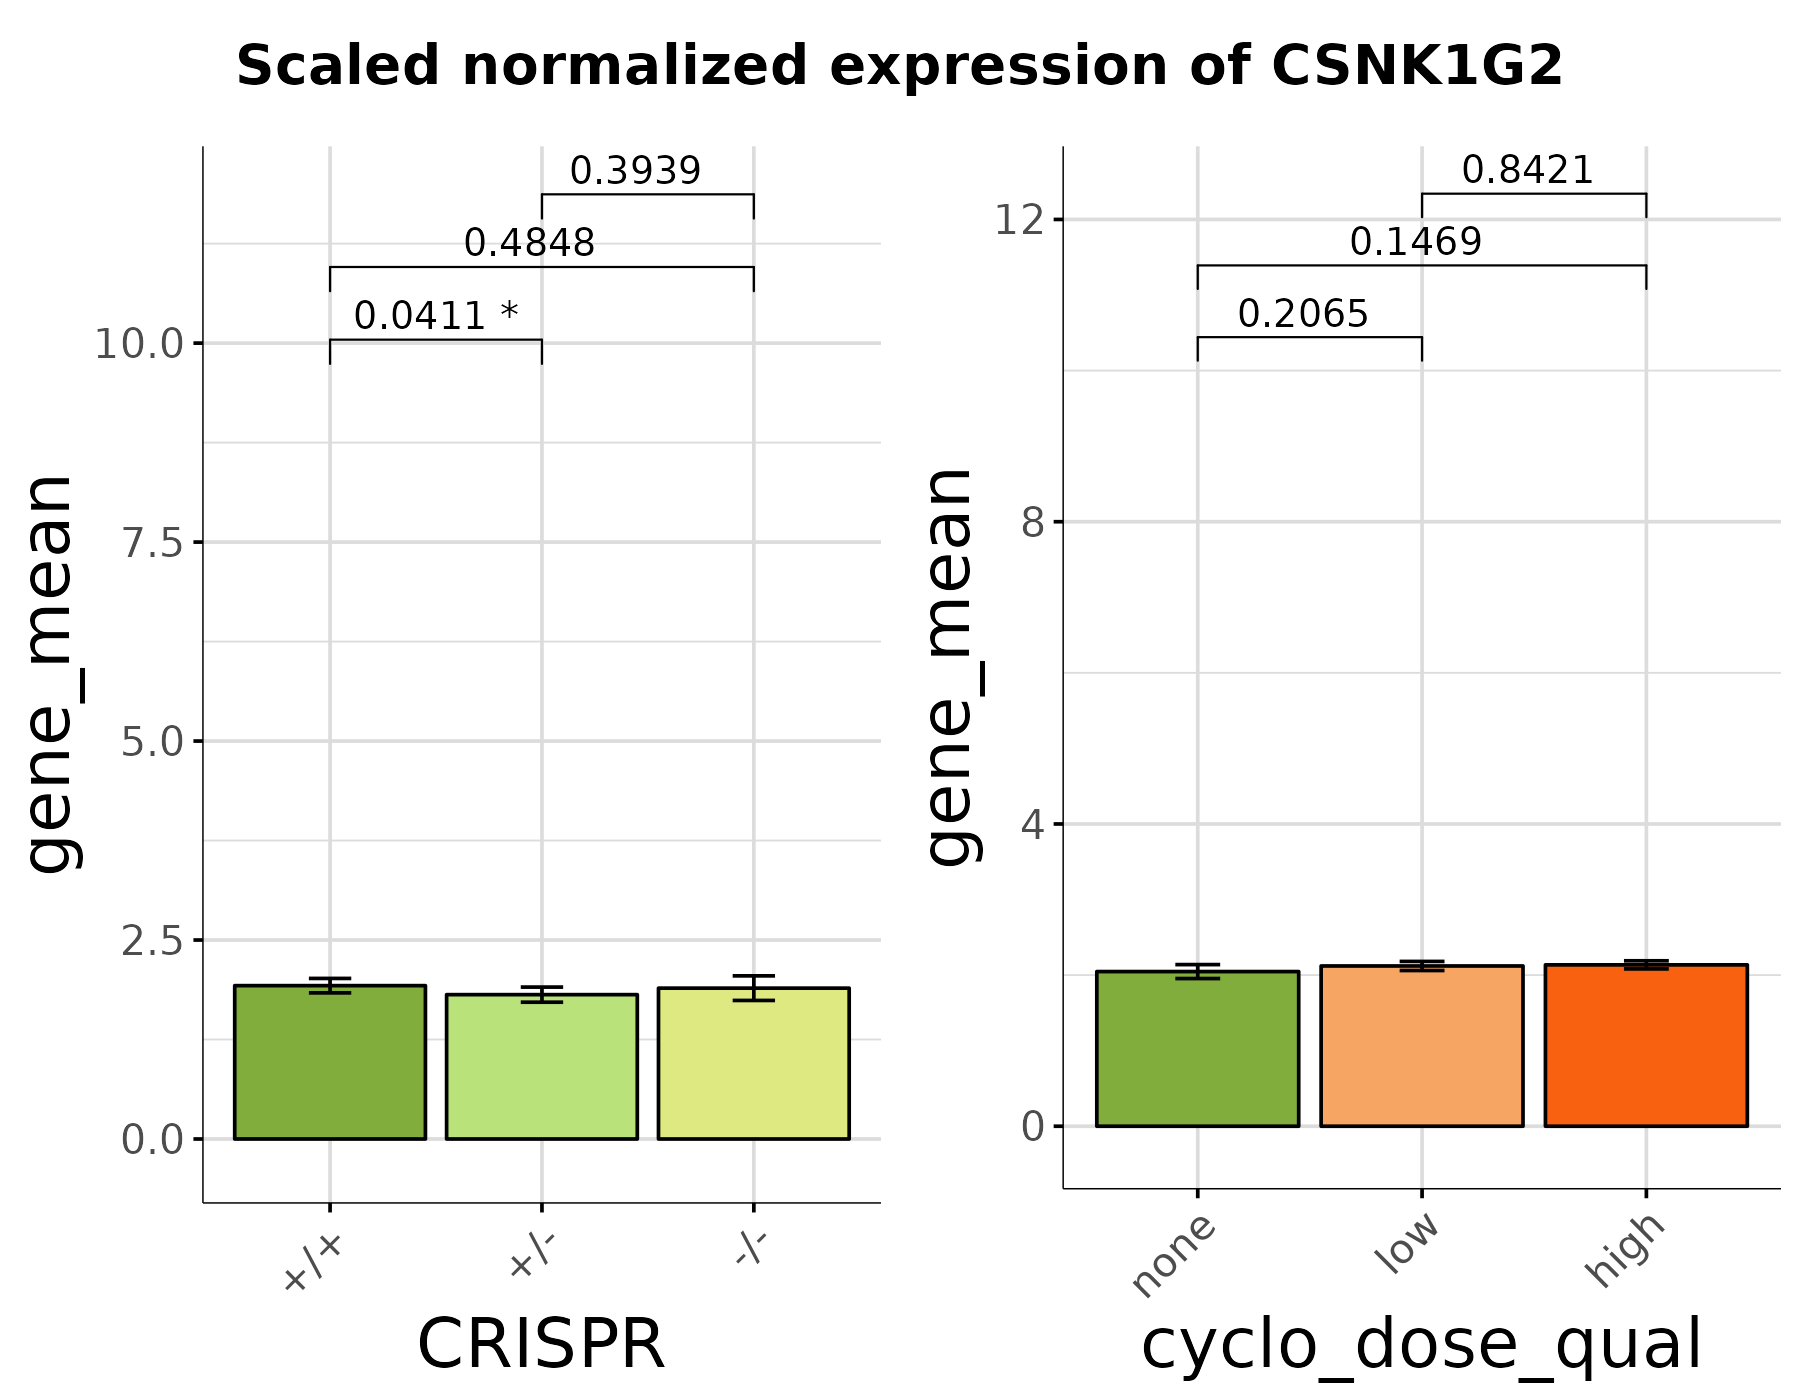 Scaled normalized expression of CSNK1G2
gene_mean
10.0
7.5
5.0
2.5
0.0
0.3939
0.4848
0.0411 *
+/+
+/-
-/-
CRISPR
gene_mean
12
8
4
0
0.8421
0.1469
0.2065
none
low
high
cyclo_dose_qual